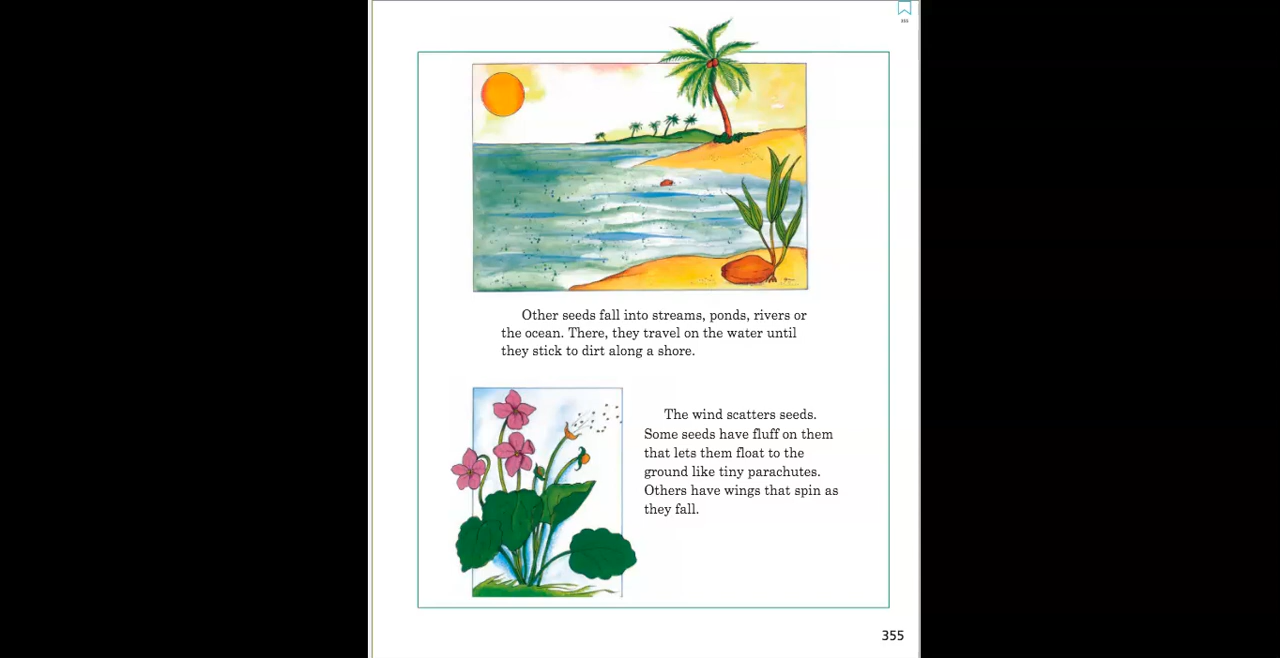 Other seeds fall into streams, ponds, rivers or
the ocean. There, they travel on the water until
they stick to dirt along a shore.
The wind scatters seeds.
Some seeds have fluff on them
that lets them float to the
ground like tiny parachutes.
Others have wings that spin as
they fall.
355